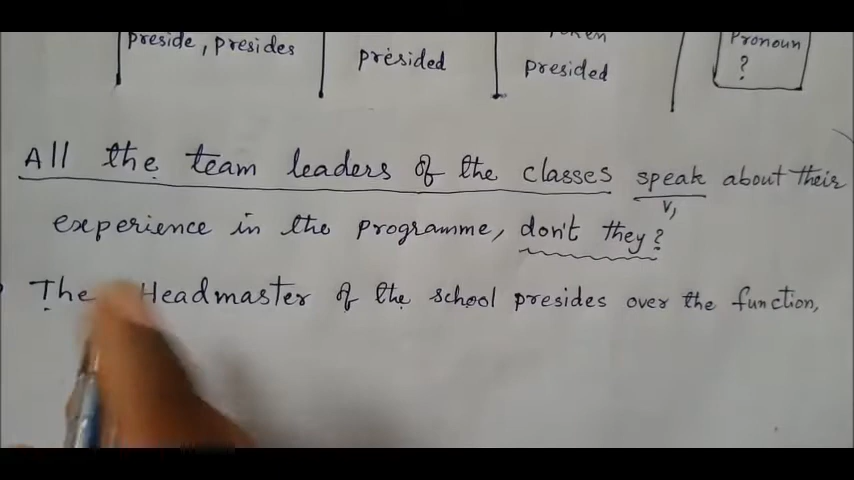 preside, presides
presided
presided
Pronoun
?
All the team leaders of the classes speak about their
V₁
experience in the programme, don't they?
The Headmaster of the school presides over the function,